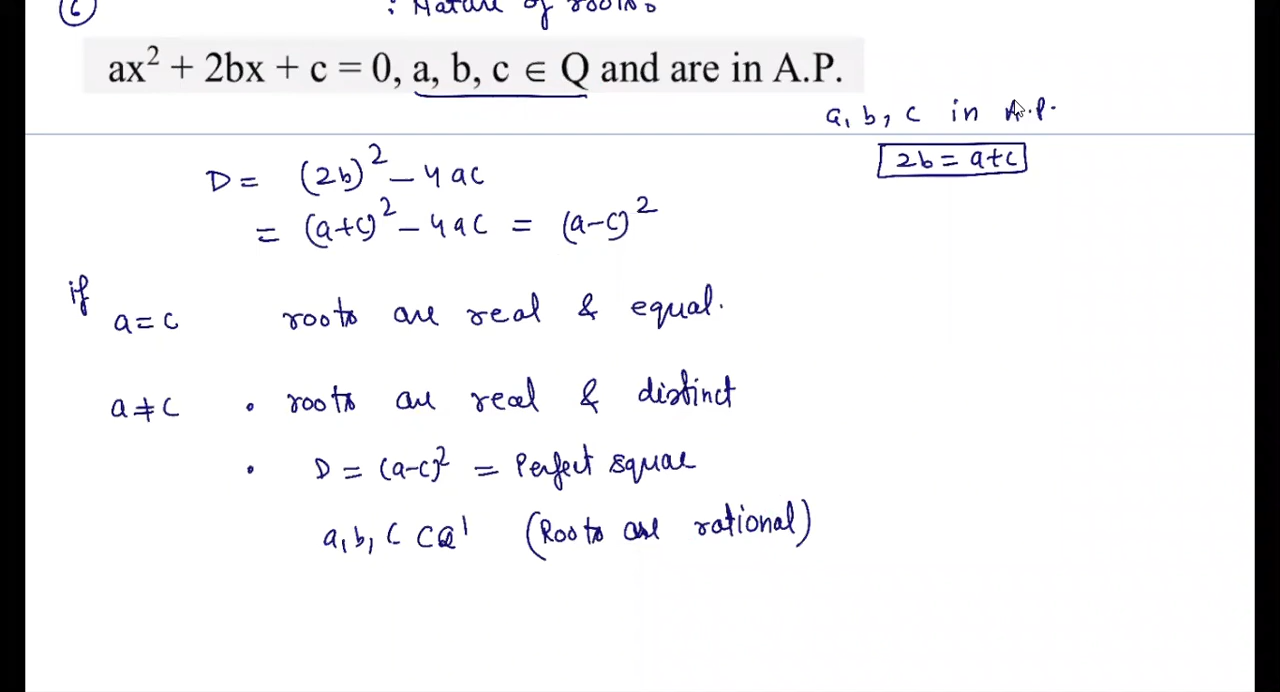 6 : Nature of roots.
ax² + 2bx + c = 0, a, b, c ∈ Q and are in A.P.
a, b, c in A.P.
2b = a+c
D = (2b)² - 4ac
= (a+c)² - 4ac = (a-c)²
if
a = c roots are real & equal.
a ≠ c • roots are real & distinct
• D = (a-c)² = Perfect square
a, b, c ⊂ Q' (Roots are rational)